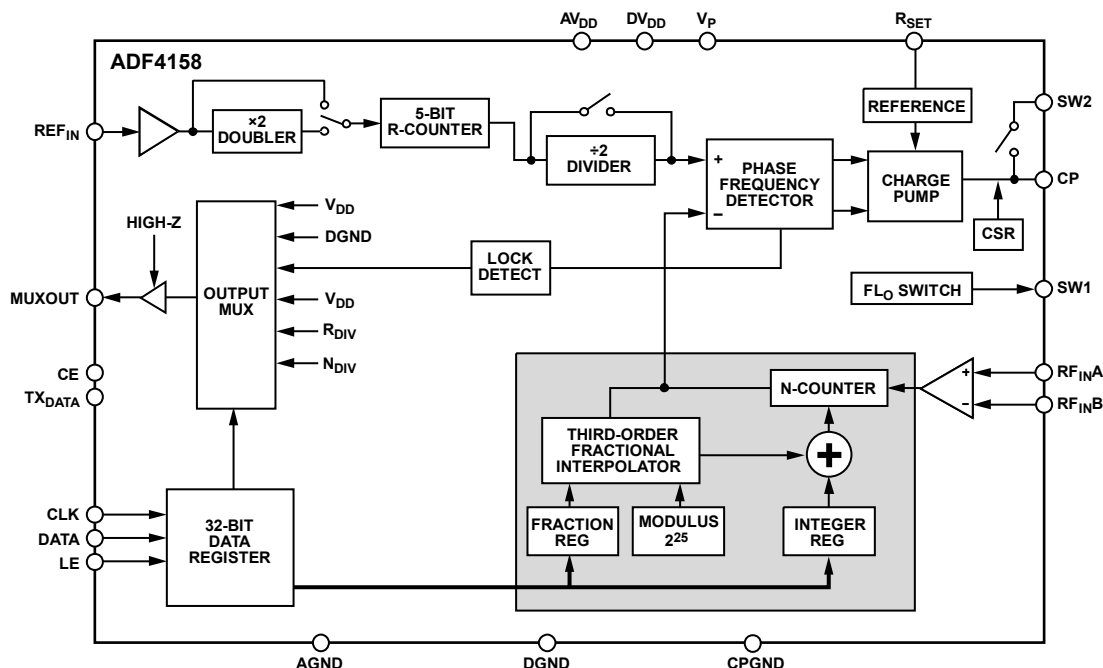 AVDD
DVDD
VP
RSET
ADF4158
REFIN
×2
DOUBLER
5-BIT
R-COUNTER
÷2
DIVIDER
+
−
PHASE
FREQUENCY
DETECTOR
REFERENCE
CHARGE
PUMP
SW2
CP
CSR
HIGH-Z
MUXOUT
OUTPUT
MUX
VDD
DGND
VDD
RDIV
NDIV
LOCK
DETECT
FLO SWITCH
SW1
CE
TXDATA
N-COUNTER
+
−
RFINA
RFINB
THIRD-ORDER
FRACTIONAL
INTERPOLATOR
+
FRACTION
REG
MODULUS
2²⁵
INTEGER
REG
CLK
DATA
LE
32-BIT
DATA
REGISTER
AGND
DGND
CPGND